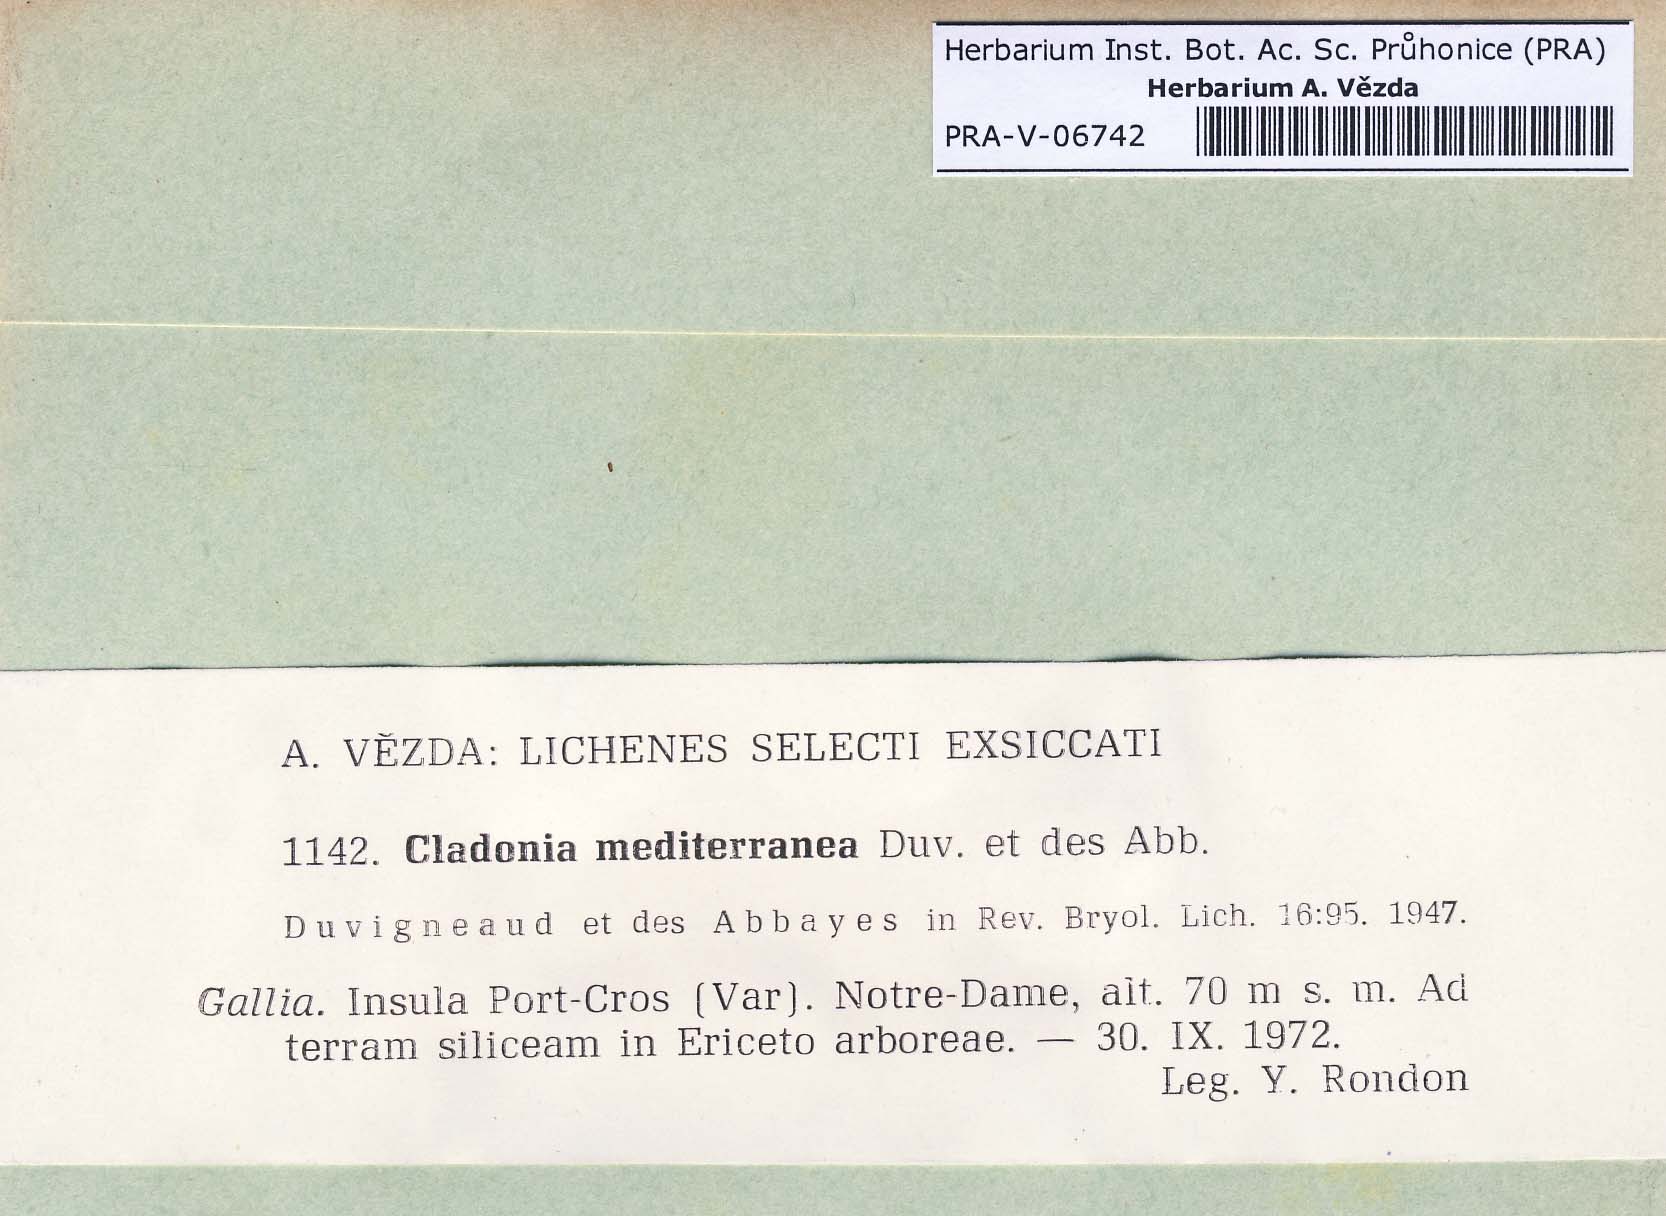 Herbarium Inst. Bot. Ac. Sc. Průhonice (PRA)
Herbarium A. Vězda
PRA-V-06742
A. VĚZDA: LICHENES SELECTI EXSICCATI
1142. Cladonia mediterranea Duv. et des Abb.
Duvigneaud et des Abbayes in Rev. Bryol. Lich. 16:95. 1947.
Gallia. Insula Port-Cros (Var). Notre-Dame, alt. 70 m s. m. Ad
terram siliceam in Ericeto arboreae. — 30. IX. 1972.
Leg. Y. Rondon